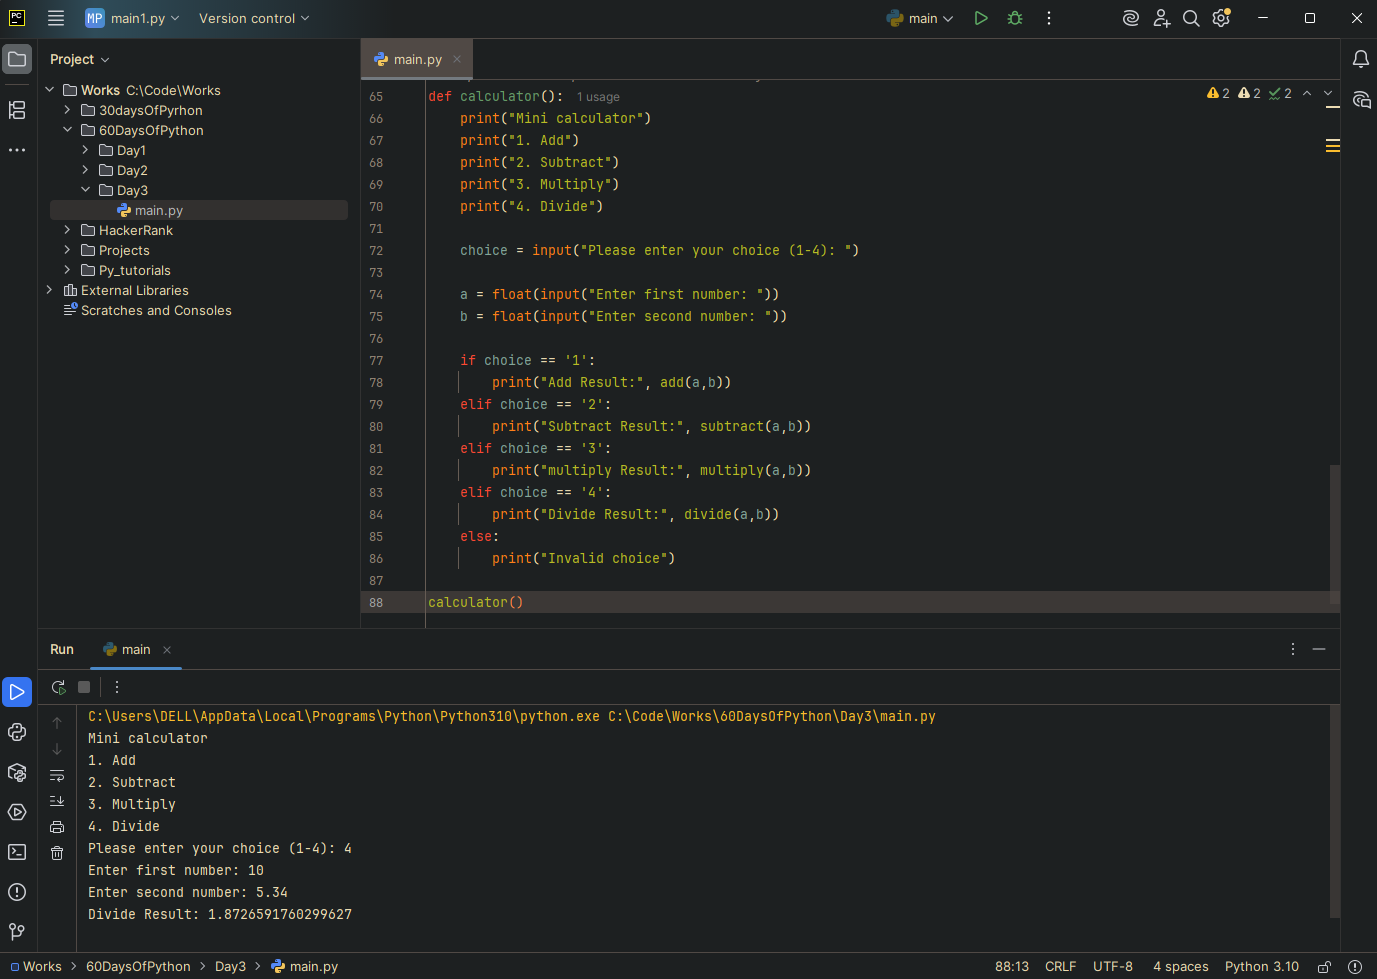 PC
MP main1.py Version control main
Project
main.py
Works C:\Code\Works
30daysOfPyrhon
60DaysOfPython
Day1
Day2
Day3
main.py
HackerRank
Projects
Py_tutorials
External Libraries
Scratches and Consoles
2 2 2
65 def calculator(): 1 usage
66 print("Mini calculator")
67 print("1. Add")
68 print("2. Subtract")
69 print("3. Multiply")
70 print("4. Divide")
71
72 choice = input("Please enter your choice (1-4): ")
73
74 a = float(input("Enter first number: "))
75 b = float(input("Enter second number: "))
76
77 if choice == '1':
78 print("Add Result:", add(a,b))
79 elif choice == '2':
80 print("Subtract Result:", subtract(a,b))
81 elif choice == '3':
82 print("multiply Result:", multiply(a,b))
83 elif choice == '4':
84 print("Divide Result:", divide(a,b))
85 else:
86 print("Invalid choice")
87
88 calculator()
Run main
C:\Users\DELL\AppData\Local\Programs\Python\Python310\python.exe C:\Code\Works\60DaysOfPython\Day3\main.py
Mini calculator
1. Add
2. Subtract
3. Multiply
4. Divide
Please enter your choice (1-4): 4
Enter first number: 10
Enter second number: 5.34
Divide Result: 1.8726591760299627
Works > 60DaysOfPython > Day3 > main.py 88:13 CRLF UTF-8 4 spaces Python 3.10